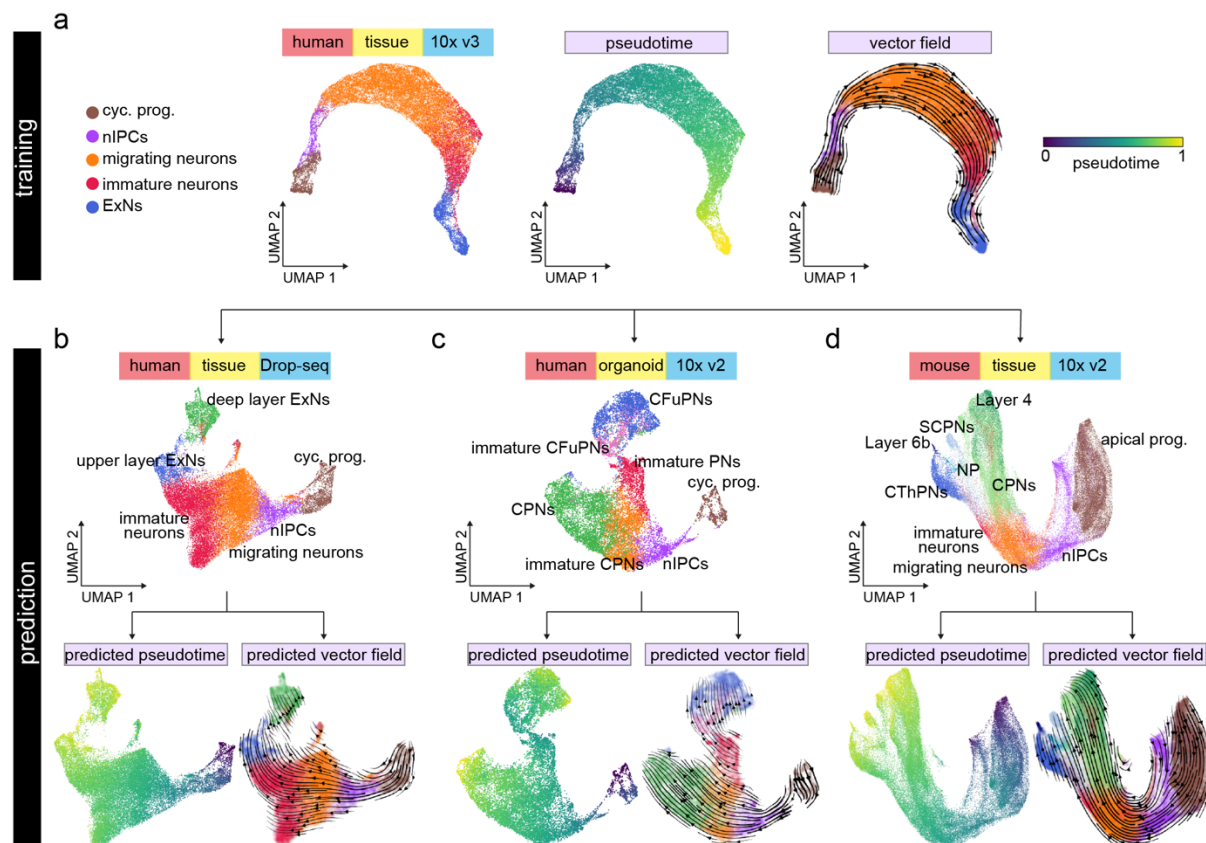 a
training
human tissue 10x v3
pseudotime
vector field
cyc. prog.
nIPCs
migrating neurons
immature neurons
ExNs
0 1
pseudotime
UMAP 2
UMAP 1
UMAP 2
UMAP 1
UMAP 2
UMAP 1
prediction
b
human tissue Drop-seq
deep layer ExNs
upper layer ExNs
cyc. prog.
immature
neurons
nIPCs
migrating neurons
UMAP 2
UMAP 1
predicted pseudotime
predicted vector field
c
human organoid 10x v2
CFuPNs
immature CFuPNs
immature PNs
cyc. prog.
CPNs
immature CPNs
nIPCs
UMAP 2
UMAP 1
predicted pseudotime
predicted vector field
d
mouse tissue 10x v2
Layer 4
SCPNs
apical prog.
Layer 6b
NP
CPNs
CThPNs
immature
neurons
migrating neurons
nIPCs
UMAP 2
UMAP 1
predicted pseudotime
predicted vector field